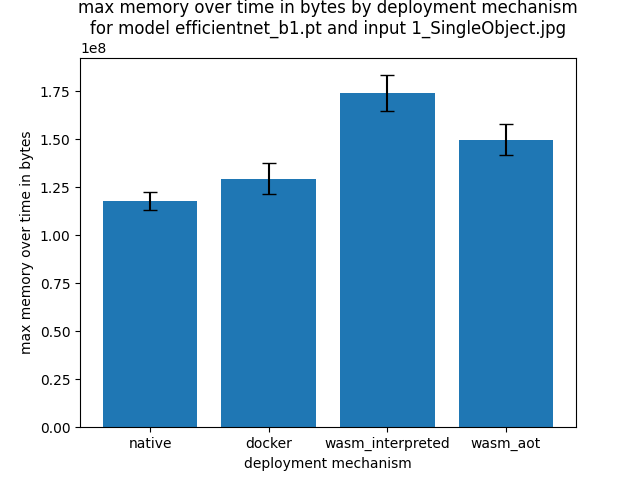 max memory over time in bytes by deployment mechanism
for model efficientnet_b1.pt and input 1_SingleObject.jpg
1e8
1.75
1.50
1.25
1.00
0.75
0.50
0.25
0.00
max memory over time in bytes
native docker wasm_interpreted wasm_aot
deployment mechanism